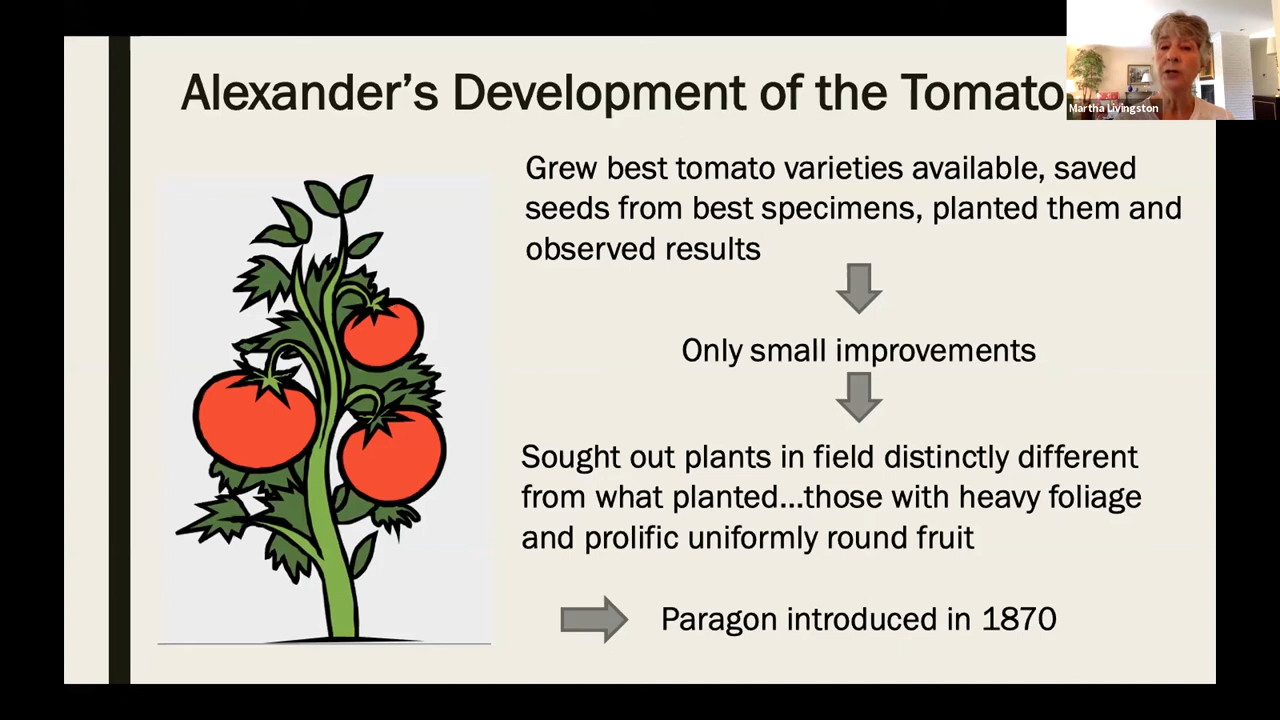 Alexander’s Development of the Tomato
Martha Livingston
Grew best tomato varieties available, saved
seeds from best specimens, planted them and
observed results
Only small improvements
Sought out plants in field distinctly different
from what planted...those with heavy foliage
and prolific uniformly round fruit
Paragon introduced in 1870